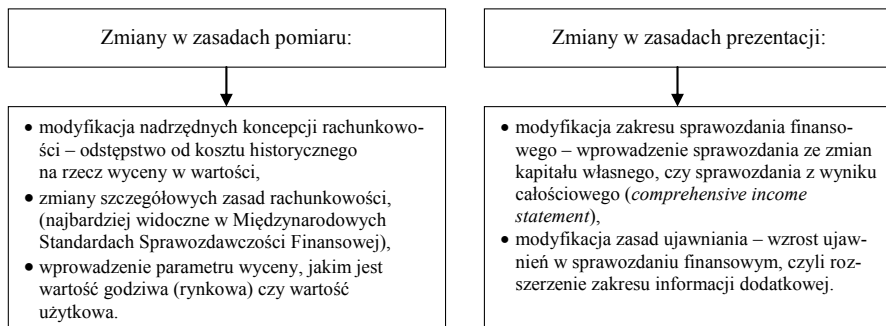 Zmiany w zasadach pomiaru:
• modyfikacja nadrzędnych koncepcji rachunkowo-
ści – odstępstwo od kosztu historycznego
na rzecz wyceny w wartości,
• zmiany szczegółowych zasad rachunkowości,
(najbardziej widoczne w Międzynarodowych
Standardach Sprawozdawczości Finansowej),
• wprowadzenie parametru wyceny, jakim jest
wartość godziwa (rynkowa) czy wartość
użytkowa.
Zmiany w zasadach prezentacji:
• modyfikacja zakresu sprawozdania finanso-
wego – wprowadzenie sprawozdania ze zmian
kapitału własnego, czy sprawozdania z wyniku
całościowego (comprehensive income
statement),
• modyfikacja zasad ujawniania – wzrost ujaw-
nień w sprawozdaniu finansowym, czyli roz-
szerzenie zakresu informacji dodatkowej.